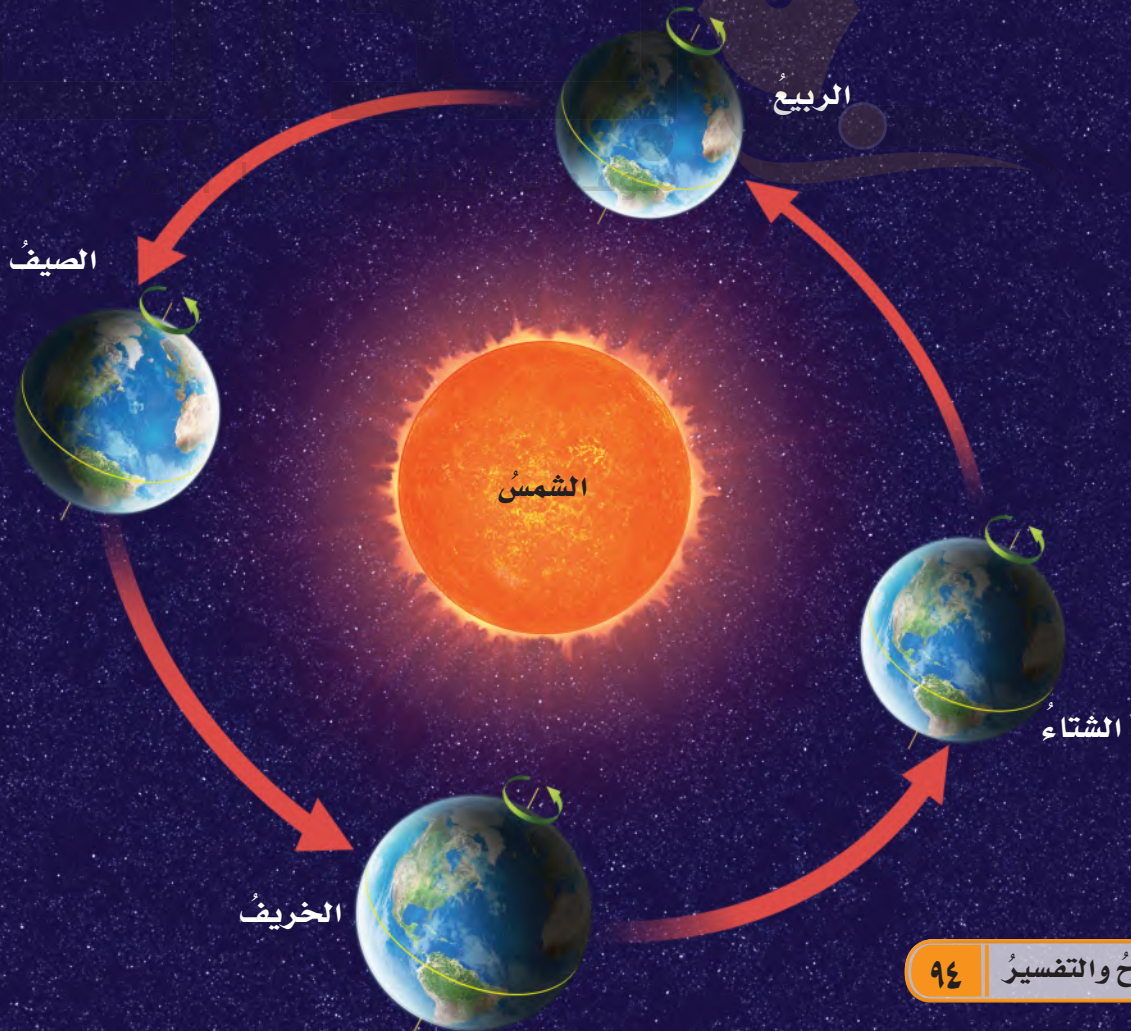 الربيعُ
الصيفُ
الشمسُ
الشتاءُ
الخريفُ
والتفسيرُ
٩٤